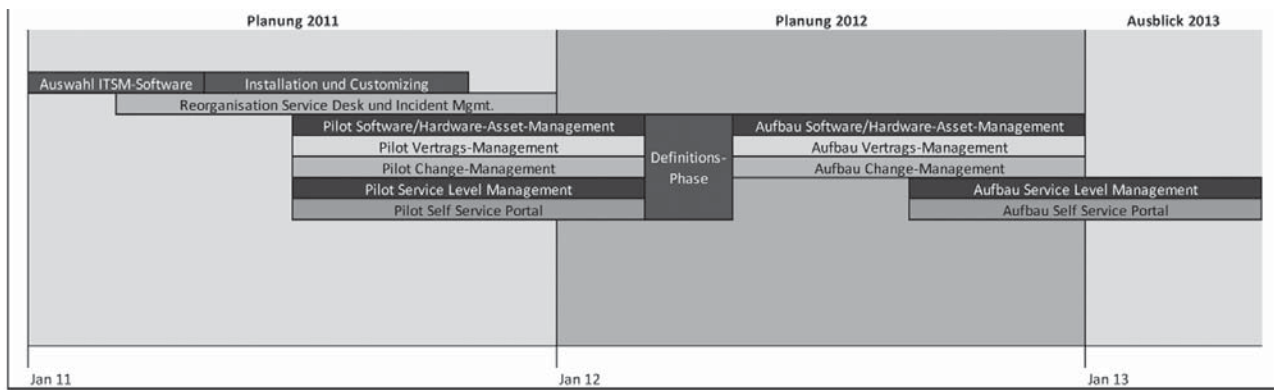 Planung 2011
Planung 2012
Ausblick 2013
Auswahl ITSM-Software
Installation und Customizing
Reorganisation Service Desk und Incident Mgmt.
Pilot Software/Hardware-Asset-Management
Aufbau Software/Hardware-Asset-Management
Pilot Vertrags-Management
Definitions-
Phase
Aufbau Vertrags-Management
Pilot Change-Management
Aufbau Change-Management
Pilot Service Level Management
Aufbau Service Level Management
Pilot Self Service Portal
Aufbau Self Service Portal
Jan 11
Jan 12
Jan 13